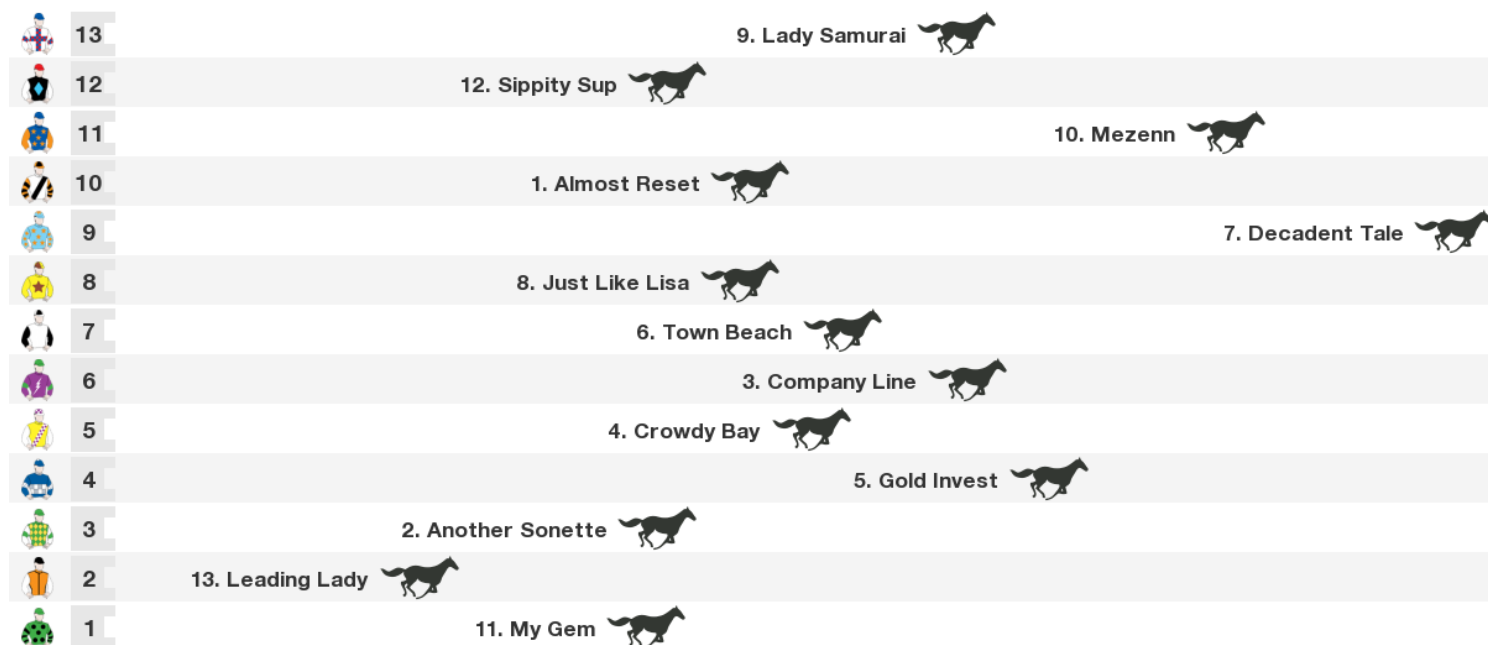 13 9. Lady Samurai
12 12. Sippity Sup
11 10. Mezenn
10 1. Almost Reset
9 7. Decadent Tale
8 8. Just Like Lisa
7 6. Town Beach
6 3. Company Line
5 4. Crowdy Bay
4 5. Gold Invest
3 2. Another Sonette
2 13. Leading Lady
1 11. My Gem